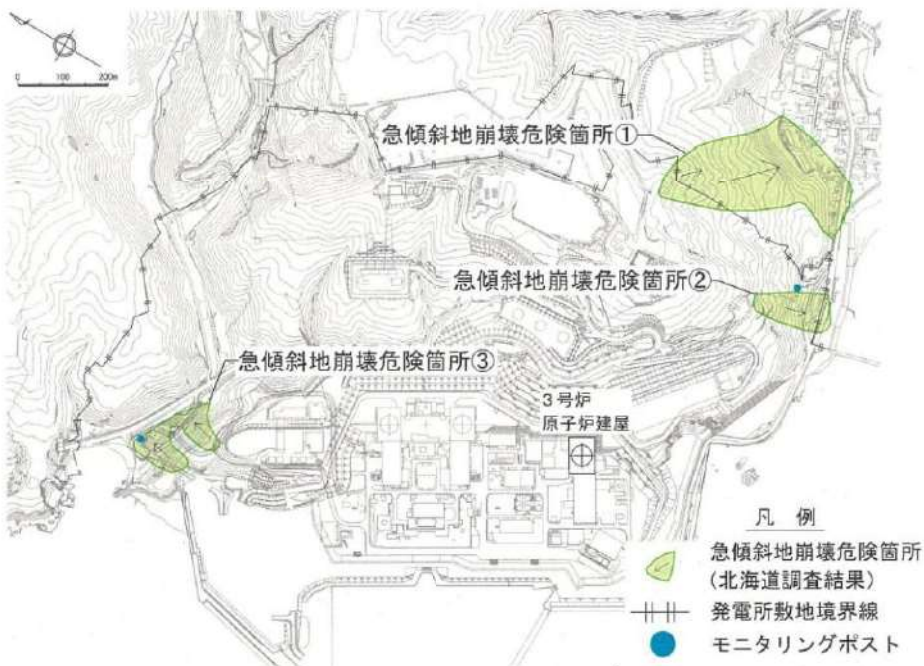 0 100 200m
急傾斜地崩壊危険箇所①
急傾斜地崩壊危険箇所②
急傾斜地崩壊危険箇所③
3号炉
原子炉建屋
凡 例
急傾斜地崩壊危険箇所
(北海道調査結果)
発電所敷地境界線
モニタリングポスト